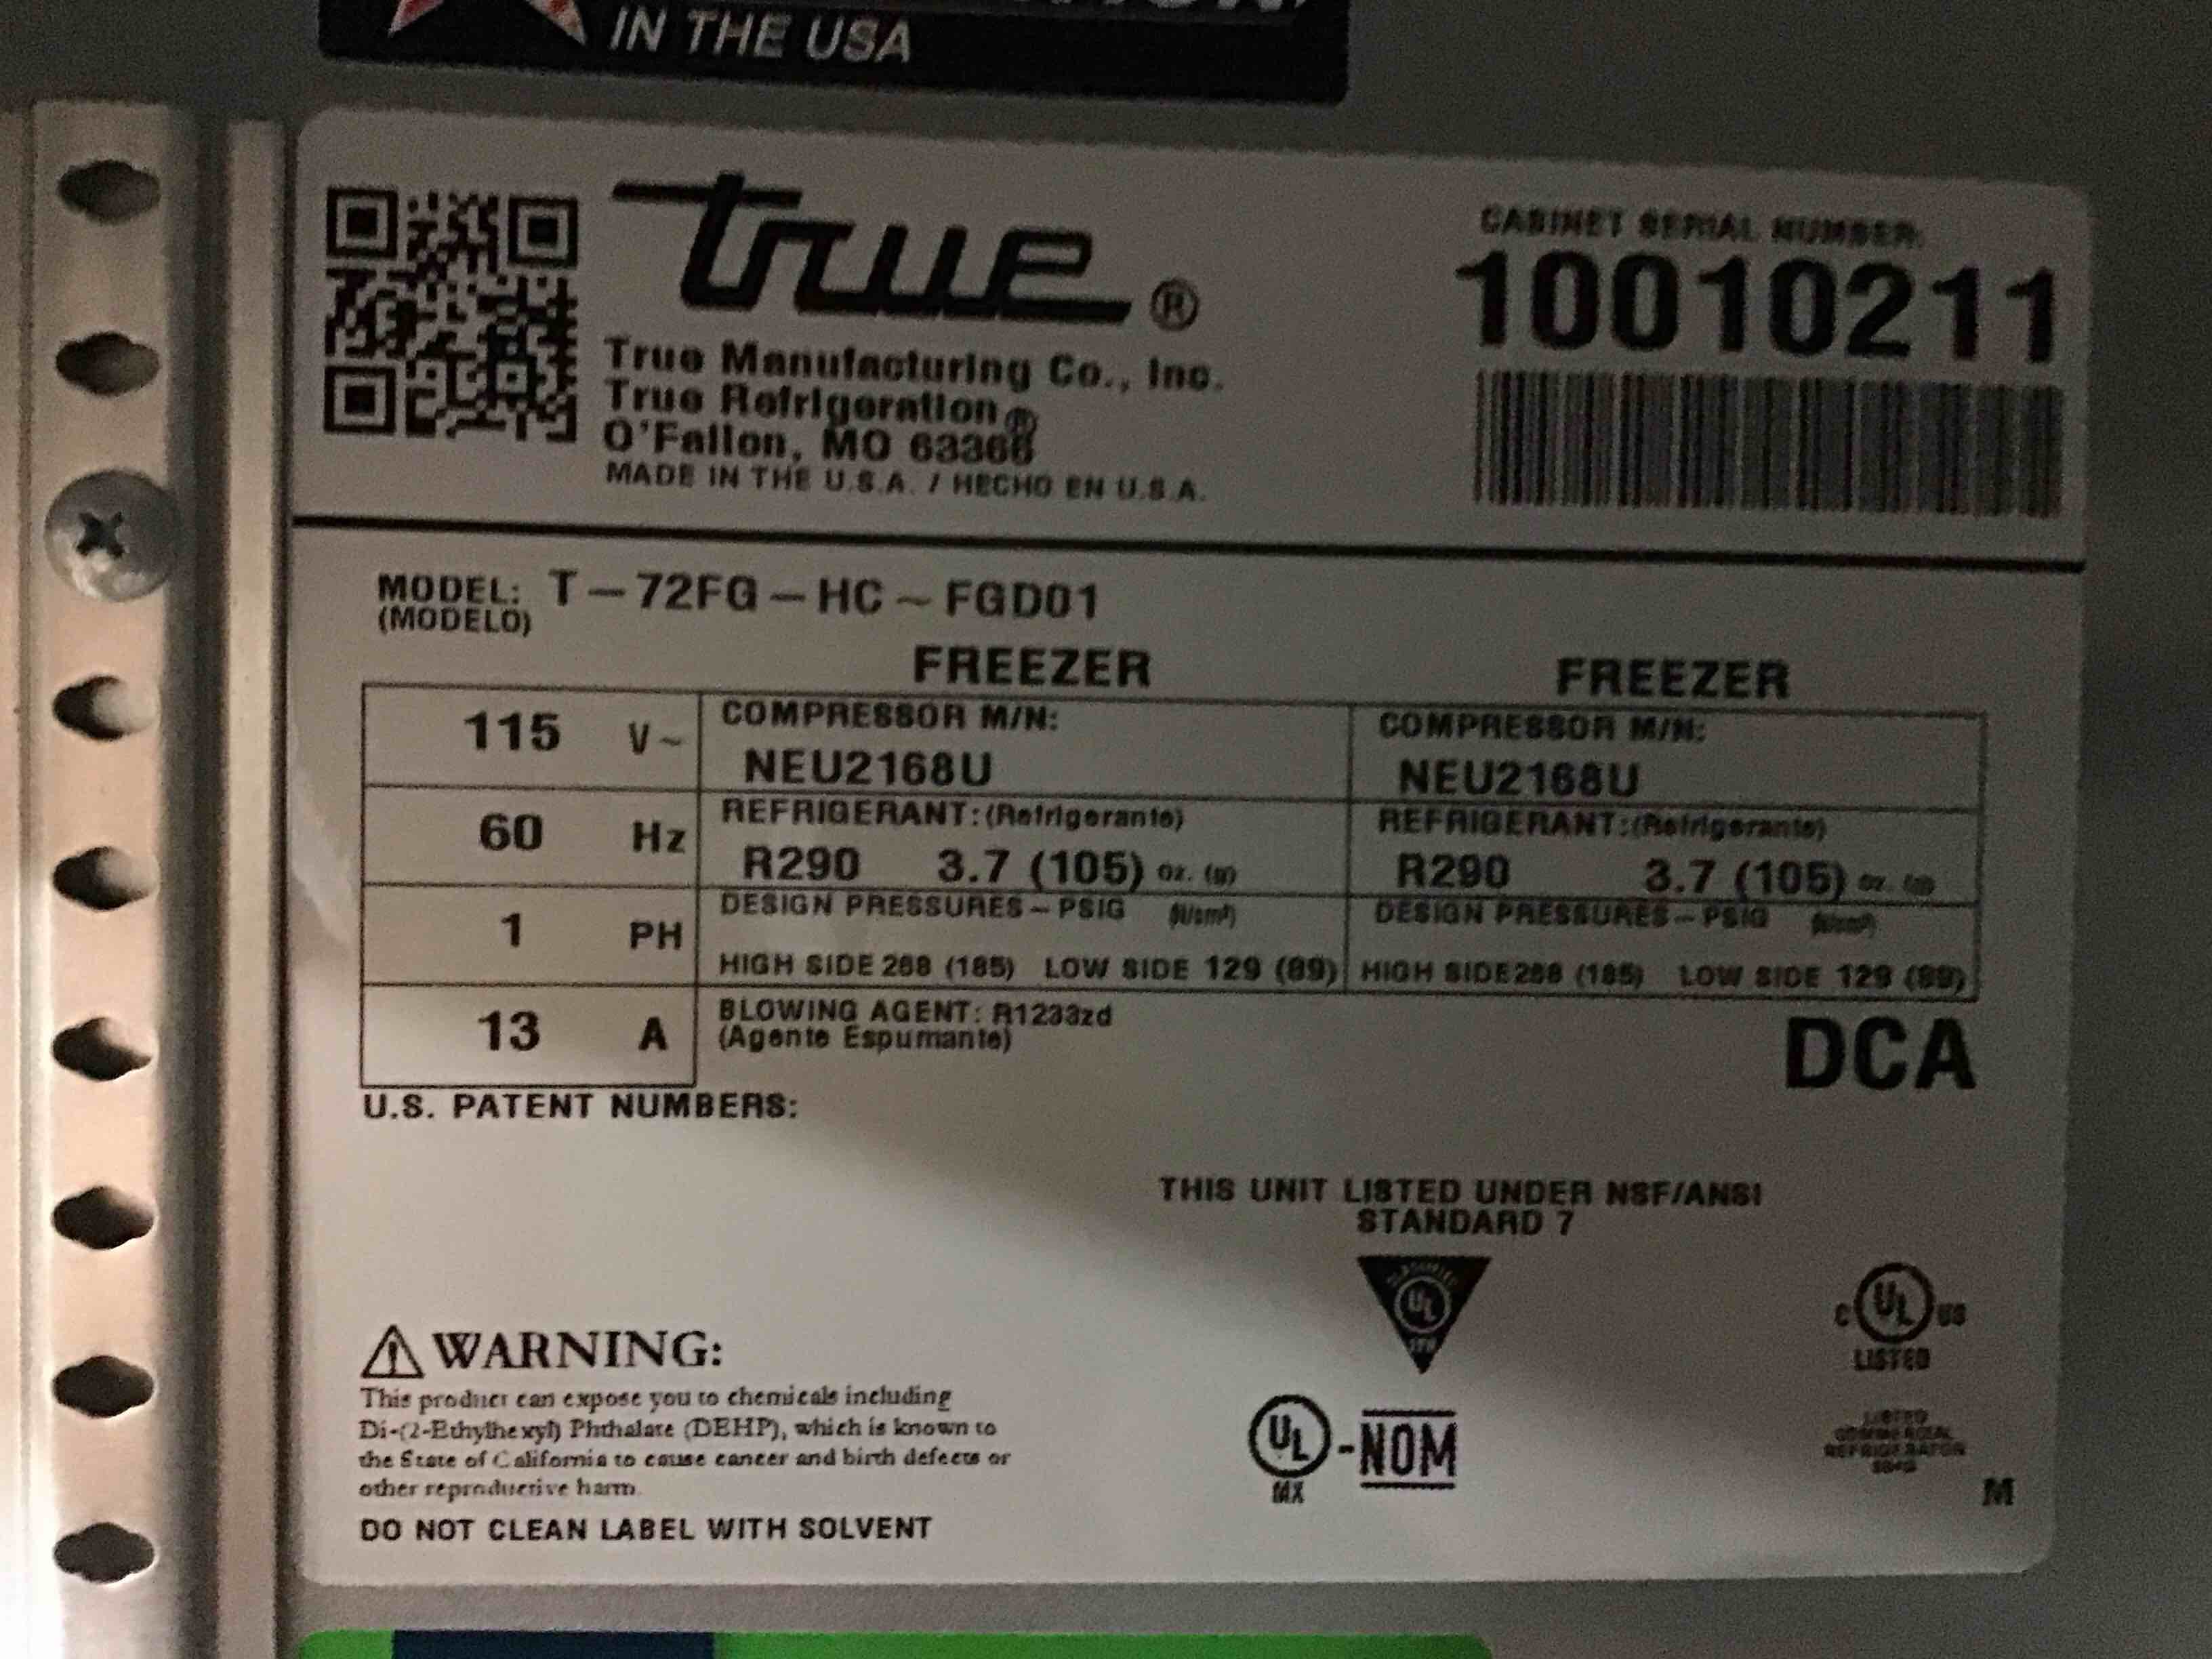 IN THE USA
true®
CABINET SERIAL NUMBER:
10010211
True Manufacturing Co., Inc.
True Refrigeration®
O'Fallon, MO 63366
MADE IN THE U.S.A. / HECHO EN U.S.A.
MODEL: T-72FG-HC~FGD01
(MODELO)
FREEZER FREEZER
115 V~ COMPRESSOR M/N: COMPRESSOR M/N:
NEU2168U NEU2168U
60 Hz REFRIGERANT:(Refrigerante) REFRIGERANT:(Refrigerante)
R290 3.7 (105) oz. (g) R290 3.7 (105) oz. (g)
1 PH DESIGN PRESSURES-PSIG DESIGN PRESSURES-PSIG
HIGH SIDE 268 (185) LOW SIDE 129 (89) HIGH SIDE 268 (185) LOW SIDE 129 (89)
13 A BLOWING AGENT: R1233zd
(Agente Espumante)
DCA
U.S. PATENT NUMBERS:
THIS UNIT LISTED UNDER NSF/ANSI
STANDARD 7
UL
C UL US
LISTED
WARNING:
This product can expose you to chemicals including
Di-(2-Ethylhexyl) Phthalate (DEHP), which is known to
the State of California to cause cancer and birth defects or
other reproductive harm.
UL -NOM
MX
LISTED
COMMERCIAL
REFRIGERATOR
M
DO NOT CLEAN LABEL WITH SOLVENT